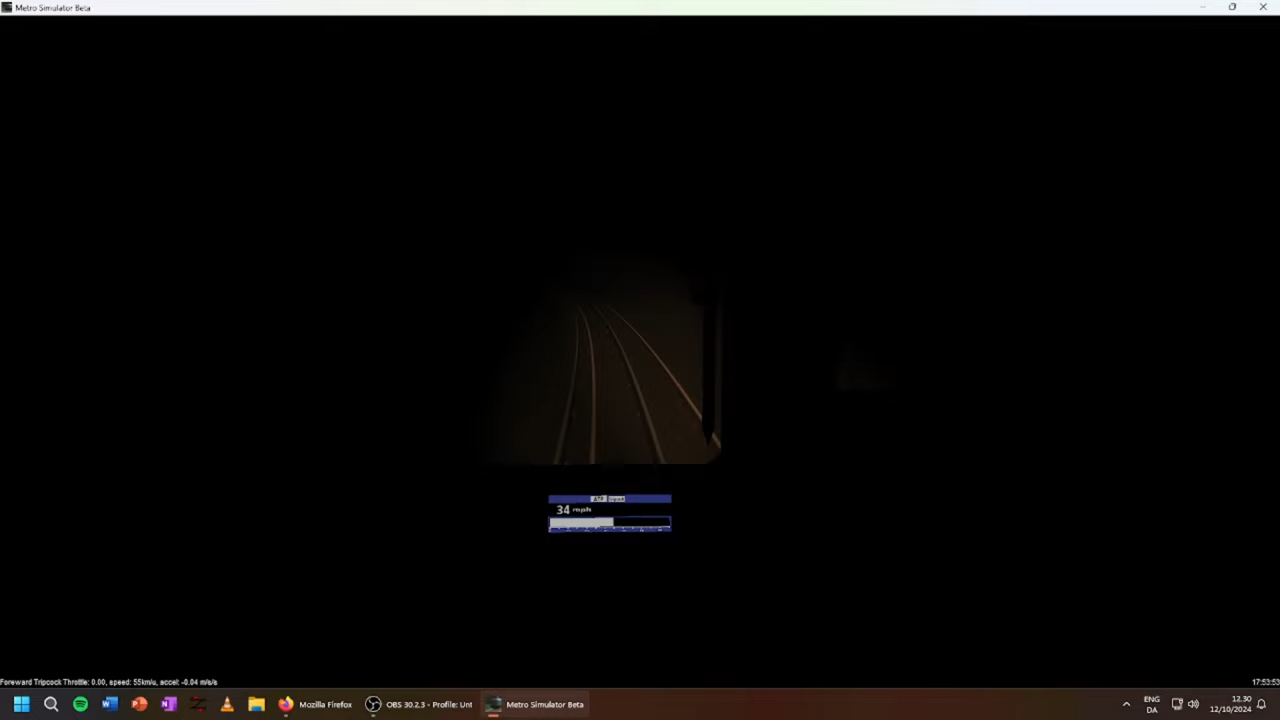 Metro Simulator Beta
34 mph
Foreward Tripcock Throttle: 0.00, speed: 55km/u, accel: -0.04 m/s/s
17:53:53
Mozilla Firefox
OBS 30.2.3 - Profile: Unt
Metro Simulator Beta
ENG
DA
12.30
12/10/2024